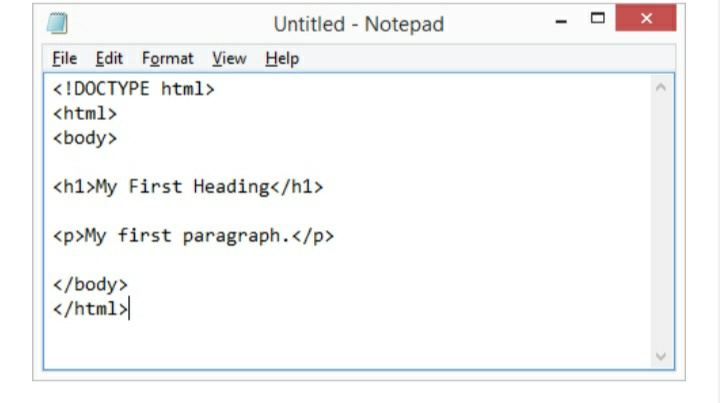 Untitled - Notepad
File Edit Format View Help
<!DOCTYPE html>
<html>
<body>
<h1>My First Heading</h1>
<p>My first paragraph.</p>
</body>
</html>